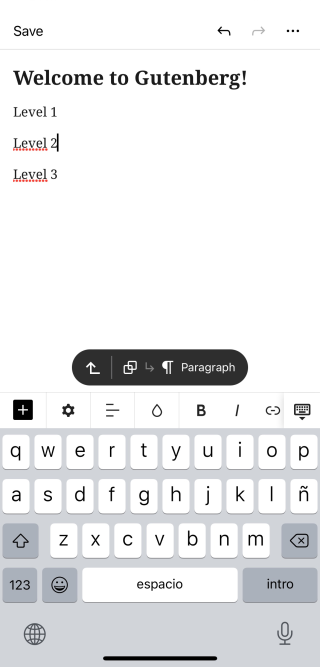 Save
Welcome to Gutenberg!
Level 1
Level 2
Level 3
Paragraph
B I
q w e r t y u i o p
a s d f g h j k l ñ
z x c v b n m
123 espacio intro